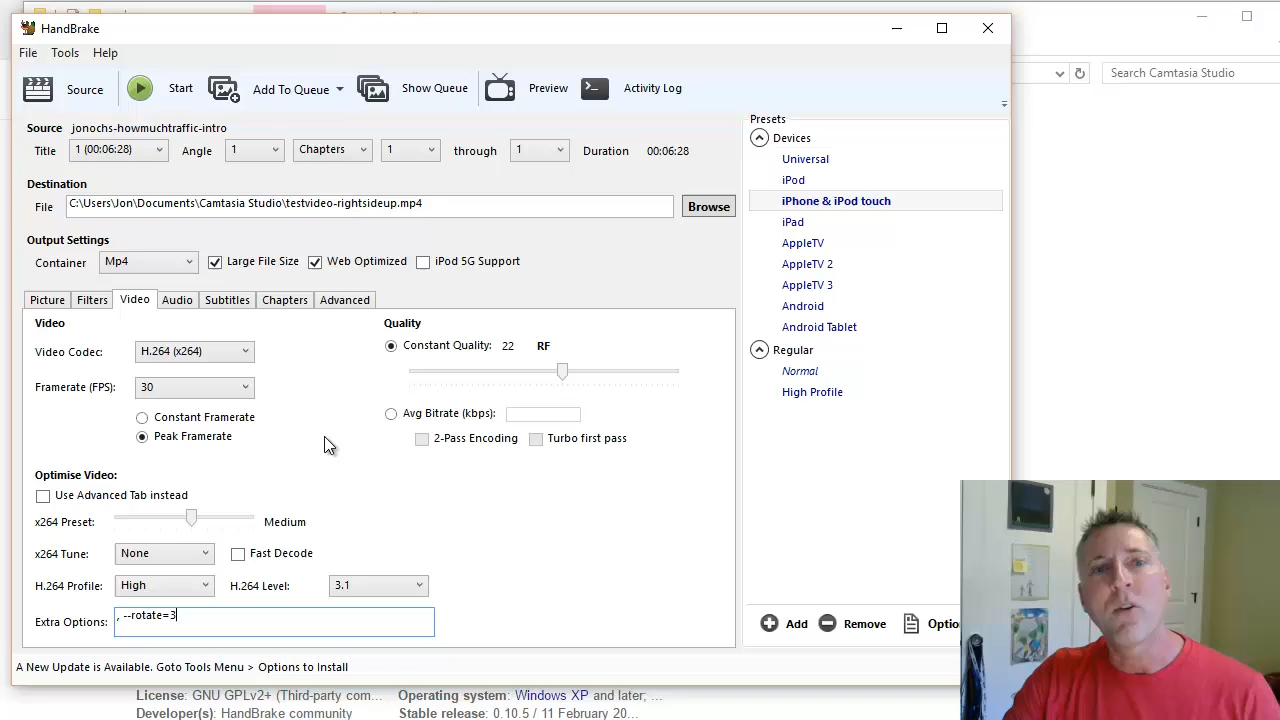 HandBrake
File Tools Help
Source Start Add To Queue Show Queue Preview Activity Log
Search Camtasia Studio
Source jonochs-howmuchtraffic-intro
Title 1 (00:06:28) Angle 1 Chapters 1 through 1 Duration 00:06:28
Destination
File C:\Users\Jon\Documents\Camtasia Studio\testvideo-rightsideup.mp4 Browse
Output Settings
Container Mp4 Large File Size Web Optimized iPod 5G Support
Picture Filters Video Audio Subtitles Chapters Advanced
Video
Video Codec: H.264 (x264)
Framerate (FPS): 30
Constant Framerate
Peak Framerate
Quality
Constant Quality: 22 RF
Avg Bitrate (kbps):
2-Pass Encoding Turbo first pass
Optimise Video:
Use Advanced Tab instead
x264 Preset: Medium
x264 Tune: None Fast Decode
H.264 Profile: High H.264 Level: 3.1
Extra Options: , --rotate=3
Presets
Devices
Universal
iPod
iPhone & iPod touch
iPad
AppleTV
AppleTV 2
AppleTV 3
Android
Android Tablet
Regular
Normal
High Profile
Add Remove Optio
A New Update is Available. Goto Tools Menu > Options to Install
License: GNU GPLv2+ (Third-party com... Operating system: Windows XP and later; ...
Developer(s): HandBrake community Stable release: 0.10.5 / 11 February 20...